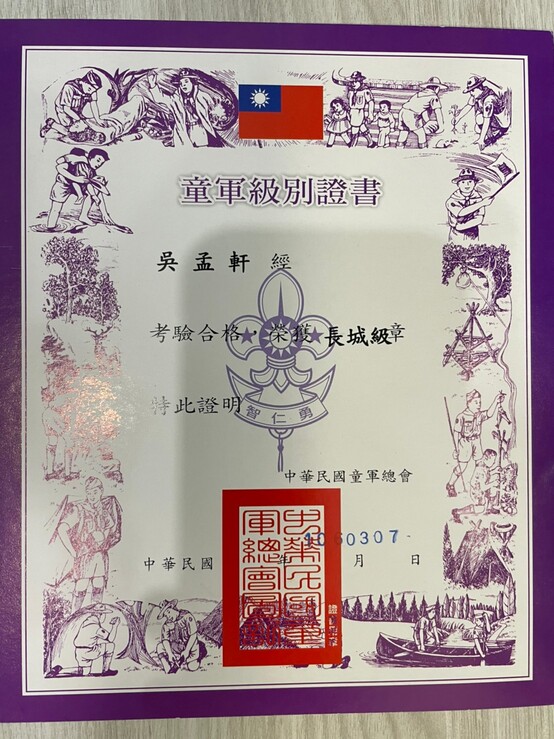 童軍級別證書
吳孟軒 經
考驗合格，榮獲 長城級章
特此證明
智仁勇
中華民國童軍總會
1060307
中華民國 年 月 日